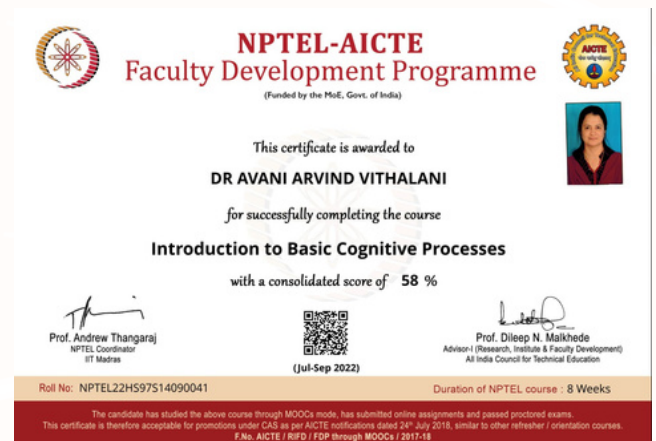 NPTEL-AICTE
Faculty Development Programme
(Funded by the MoE, Govt. of India)
AICTE
This certificate is awarded to
DR AVANI ARVIND VITHALANI
for successfully completing the course
Introduction to Basic Cognitive Processes
with a consolidated score of 58 %
Prof. Andrew Thangaraj
NPTEL Coordinator
IIT Madras
(Jul-Sep 2022)
Prof. Dileep N. Malkhede
Advisor-I (Research, Institute & Faculty Development)
All India Council for Technical Education
Roll No: NPTEL22HS97S14090041
Duration of NPTEL course : 8 Weeks
The candidate has studied the above course through MOOCs mode, has submitted online assignments and passed proctored exams.
This certificate is therefore acceptable for promotions under CAS as per AICTE notifications dated 24th July 2018, similar to other refresher / orientation courses.
F.No. AICTE / RIFD / FDP through MOOCs / 2017-18